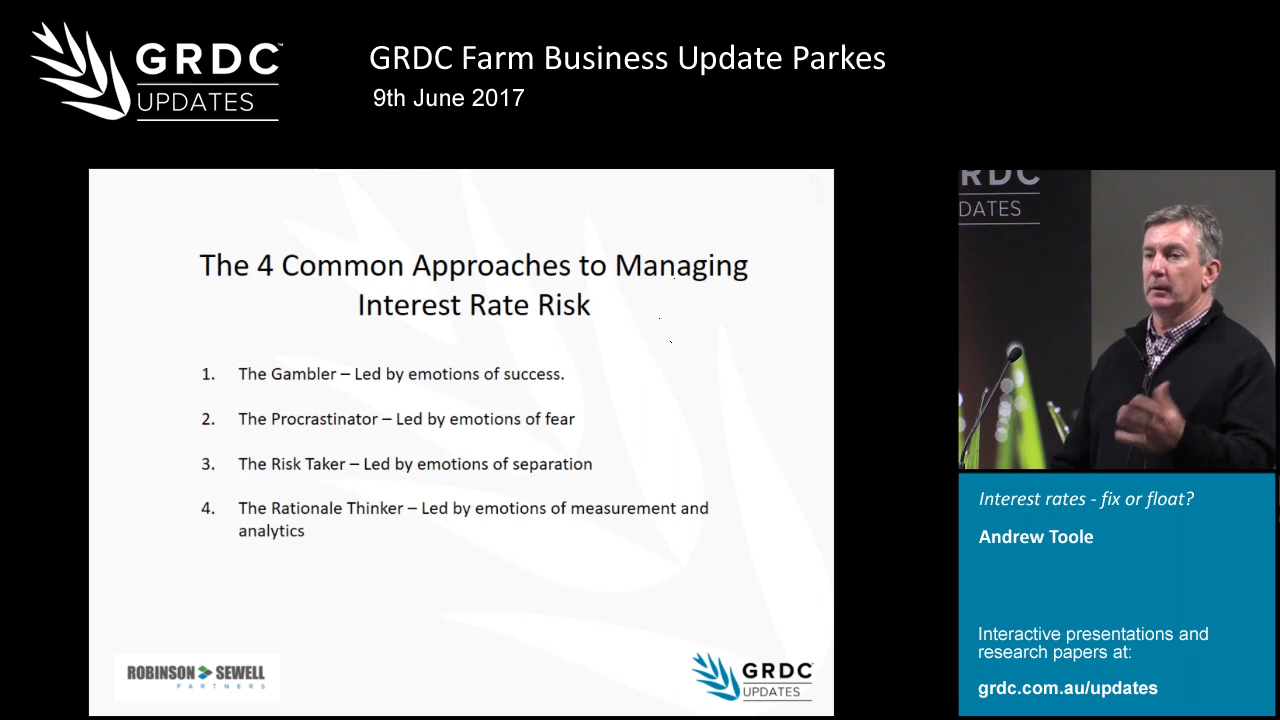 GRDC™
UPDATES
GRDC Farm Business Update Parkes
9th June 2017
The 4 Common Approaches to Managing
Interest Rate Risk
1. The Gambler – Led by emotions of success.
2. The Procrastinator – Led by emotions of fear
3. The Risk Taker – Led by emotions of separation
4. The Rationale Thinker – Led by emotions of measurement and
analytics
ROBINSON SEWELL
PARTNERS
GRDC
UPDATES
RDC
DATES
Interest rates - fix or float?
Andrew Toole
Interactive presentations and
research papers at:
grdc.com.au/updates